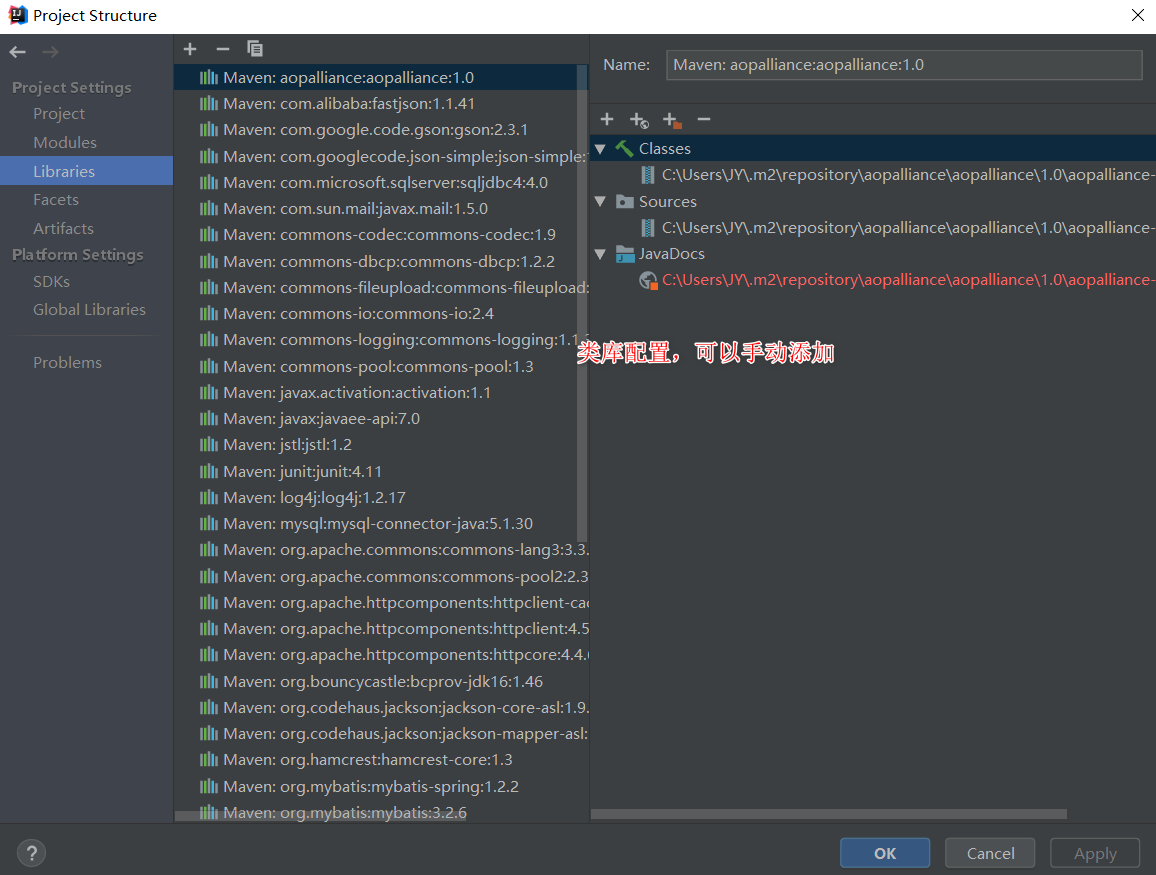 Project Structure
Project Settings
Project
Modules
Libraries
Facets
Artifacts
Platform Settings
SDKs
Global Libraries
Problems
Maven: aopalliance:aopalliance:1.0
Maven: com.alibaba:fastjson:1.1.41
Maven: com.google.code.gson:gson:2.3.1
Maven: com.googlecode.json-simple:json-simple:
Maven: com.microsoft.sqlserver:sqljdbc4:4.0
Maven: com.sun.mail:javax.mail:1.5.0
Maven: commons-codec:commons-codec:1.9
Maven: commons-dbcp:commons-dbcp:1.2.2
Maven: commons-fileupload:commons-fileupload:
Maven: commons-io:commons-io:2.4
Maven: commons-logging:commons-logging:1.1.
Maven: commons-pool:commons-pool:1.3
Maven: javax.activation:activation:1.1
Maven: javax:javaee-api:7.0
Maven: jstl:jstl:1.2
Maven: junit:junit:4.11
Maven: log4j:log4j:1.2.17
Maven: mysql:mysql-connector-java:5.1.30
Maven: org.apache.commons:commons-lang3:3.3.
Maven: org.apache.commons:commons-pool2:2.3
Maven: org.apache.httpcomponents:httpclient-cac
Maven: org.apache.httpcomponents:httpclient:4.5
Maven: org.apache.httpcomponents:httpcore:4.4.
Maven: org.bouncycastle:bcprov-jdk16:1.46
Maven: org.codehaus.jackson:jackson-core-asl:1.9.
Maven: org.codehaus.jackson:jackson-mapper-asl:
Maven: org.hamcrest:hamcrest-core:1.3
Maven: org.mybatis:mybatis-spring:1.2.2
Maven: org.mybatis:mybatis:3.2.6
Name: Maven: aopalliance:aopalliance:1.0
Classes
C:\Users\JY\.m2\repository\aopalliance\aopalliance\1.0\aopalliance-
Sources
C:\Users\JY\.m2\repository\aopalliance\aopalliance\1.0\aopalliance-
JavaDocs
C:\Users\JY\.m2\repository\aopalliance\aopalliance\1.0\aopalliance-
类库配置，可以手动添加
?
OK
Cancel
Apply